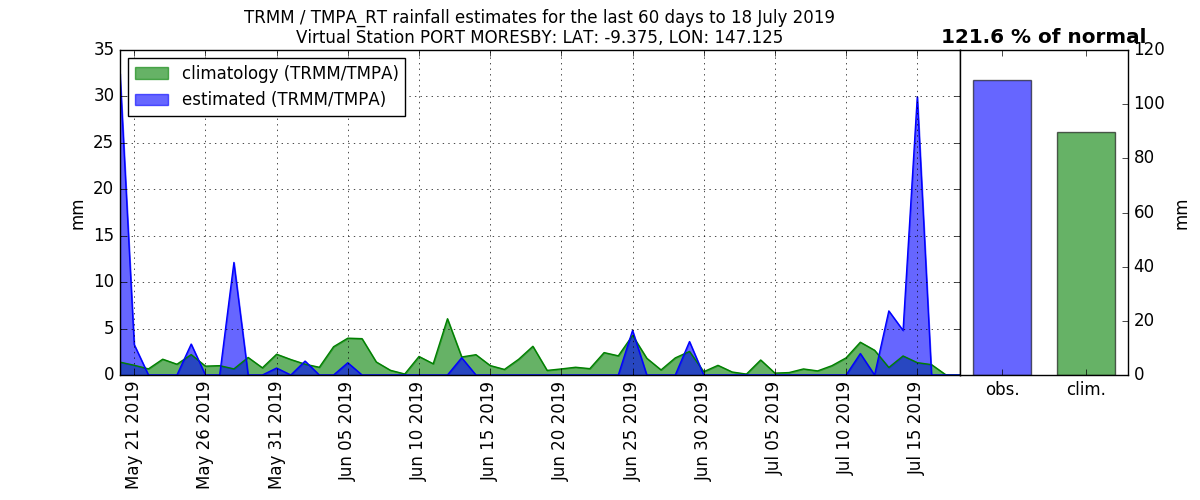 TRMM / TMPA_RT rainfall estimates for the last 60 days to 18 July 2019
Virtual Station PORT MORESBY: LAT: -9.375, LON: 147.125
121.6 % of normal
climatology (TRMM/TMPA)
estimated (TRMM/TMPA)
mm
35
30
25
20
15
10
5
0
May 21 2019
May 26 2019
May 31 2019
Jun 05 2019
Jun 10 2019
Jun 15 2019
Jun 20 2019
Jun 25 2019
Jun 30 2019
Jul 05 2019
Jul 10 2019
Jul 15 2019
120
100
80
60
40
20
0
mm
obs.
clim.